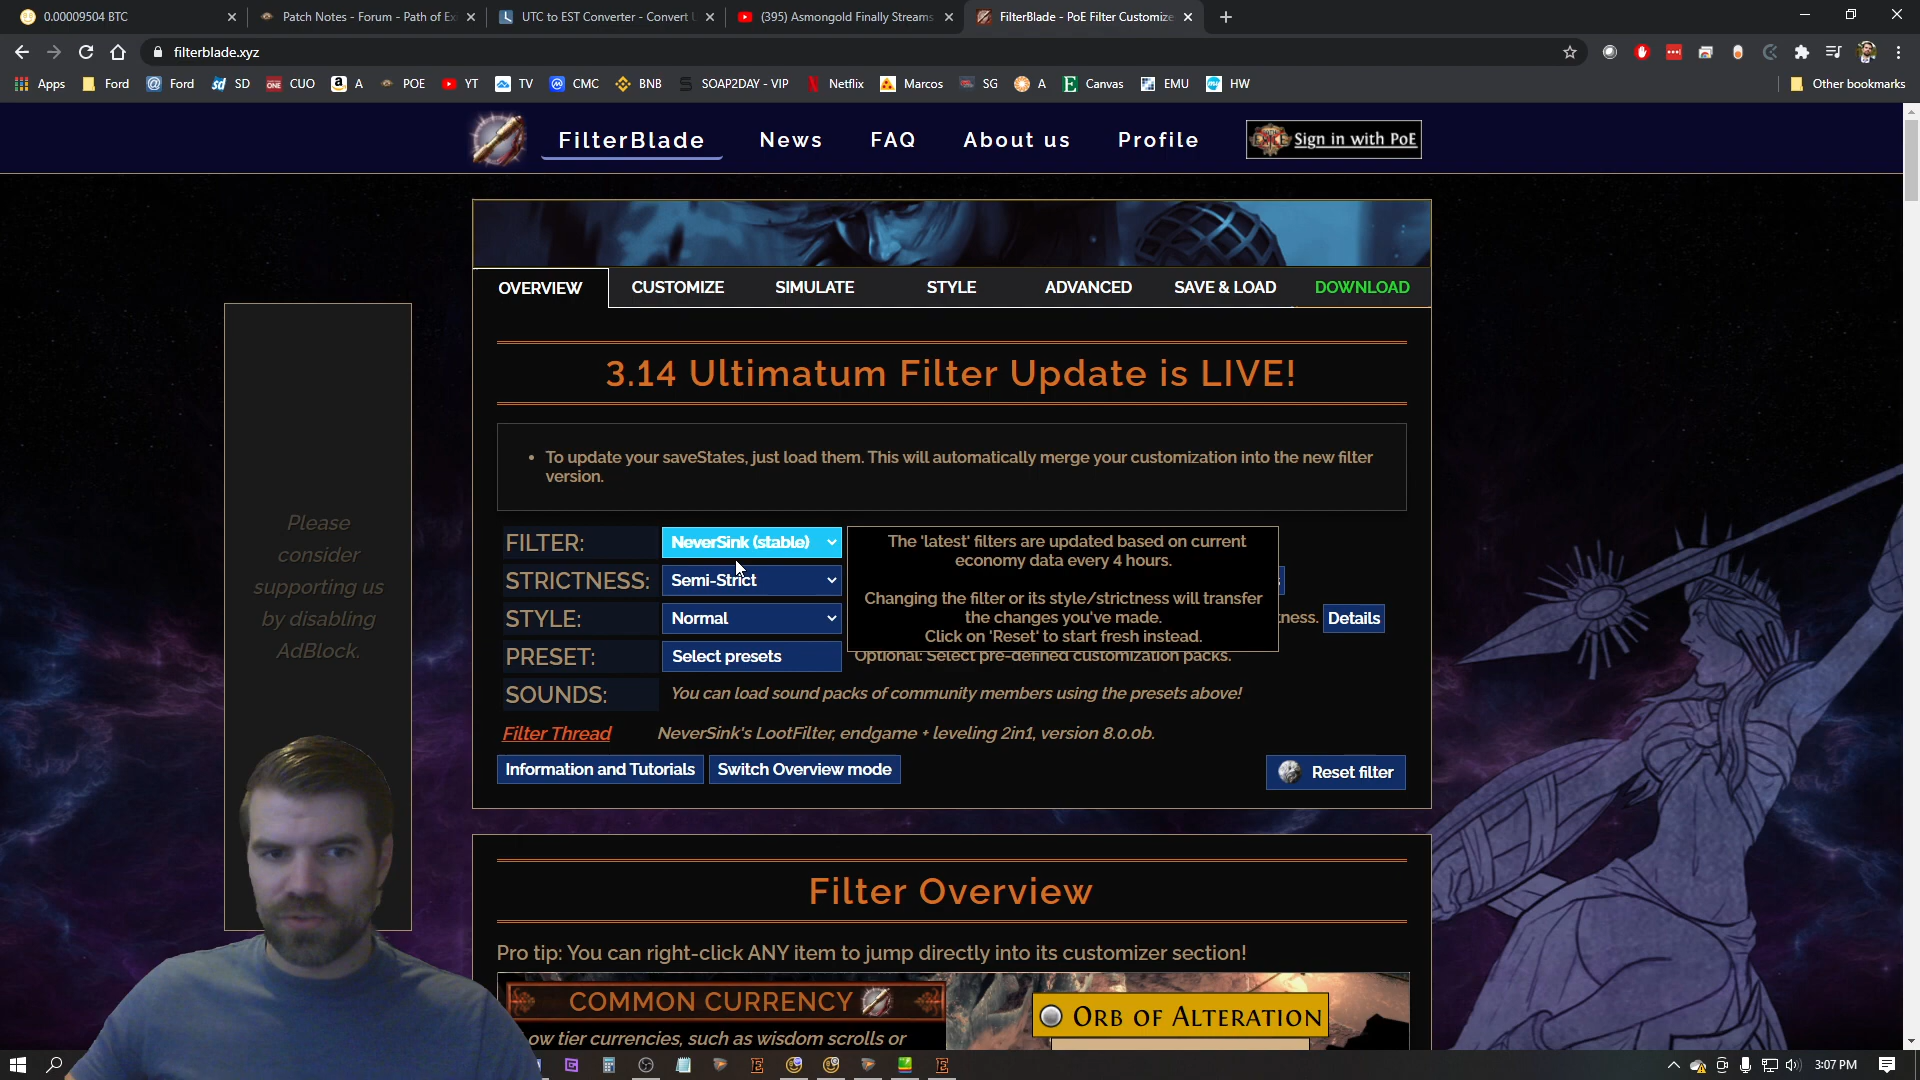 0.00009504 BTC
Patch Notes - Forum - Path of Ex
UTC to EST Converter - Convert U
(395) Asmongold Finally Streams
FilterBlade - PoE Filter Customize
filterblade.xyz
Apps
Ford
Ford
SD
CUO
A
POE
YT
TV
CMC
BNB
SOAP2DAY - VIP
Netflix
Marcos
SG
A
Canvas
EMU
HW
Other bookmarks
FilterBlade
News
FAQ
About us
Profile
Sign in with PoE
OVERVIEW
CUSTOMIZE
SIMULATE
STYLE
ADVANCED
SAVE & LOAD
DOWNLOAD
3.14 Ultimatum Filter Update is LIVE!
To update your saveStates, just load them. This will automatically merge your customization into the new filter
version.
Please
consider
supporting us
by disabling
AdBlock.
FILTER:
NeverSink (stable)
The 'latest' filters are updated based on current
economy data every 4 hours.
Changing the filter or its style/strictness will transfer
the changes you've made.
Click on 'Reset' to start fresh instead.
STRICTNESS:
Semi-Strict
STYLE:
Normal
ness. Details
PRESET:
Select presets
Optional: Select pre-defined customization packs.
SOUNDS:
You can load sound packs of community members using the presets above!
Filter Thread
NeverSink's LootFilter, endgame + leveling 2in1, version 8.0.0b.
Information and Tutorials
Switch Overview mode
Reset filter
Filter Overview
Pro tip: You can right-click ANY item to jump directly into its customizer section!
COMMON CURRENCY
ORB OF ALTERATION
ow tier currencies, such as wisdom scrolls or
3:07 PM